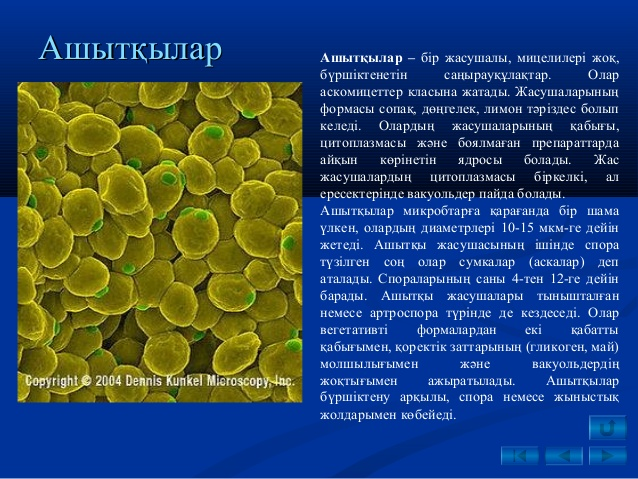 Ашытқылар
Ашытқылар – бір жасушалы, мицелилері жоқ,
бүршіктенетін саңырауқұлақтар. Олар
аскомицеттер класына жатады. Жасушаларының
формасы сопақ, дөңгелек, лимон тәріздес болып
келеді. Олардың жасушаларының қабығы,
цитоплазмасы және боялмаған препараттарда
айқын көрінетін ядросы болады. Жас
жасушалардың цитоплазмасы біркелкі, ал
ересектерінде вакуольдер пайда болады.
Ашытқылар микробтарға қарағанда бір шама
үлкен, олардың диаметрлері 10-15 мкм-ге дейін
жетеді. Ашытқы жасушасының ішінде спора
түзілген соң олар сумкалар (аскалар) деп
аталады. Спораларының саны 4-тен 12-ге дейін
барады. Ашытқы жасушалары тынышталған
немесе артроспора түрінде де кездеседі. Олар
вегетативті формалардан екі қабатты
қабығымен, қоректік заттарының (гликоген, май)
молшылығымен және вакуольдердің
жоқтығымен ажыратылады. Ашытқылар
бүршіктену арқылы, спора немесе жыныстық
жолдарымен көбейеді.
Copyright © 2004 Dennis Kunkel Microscopy, Inc.